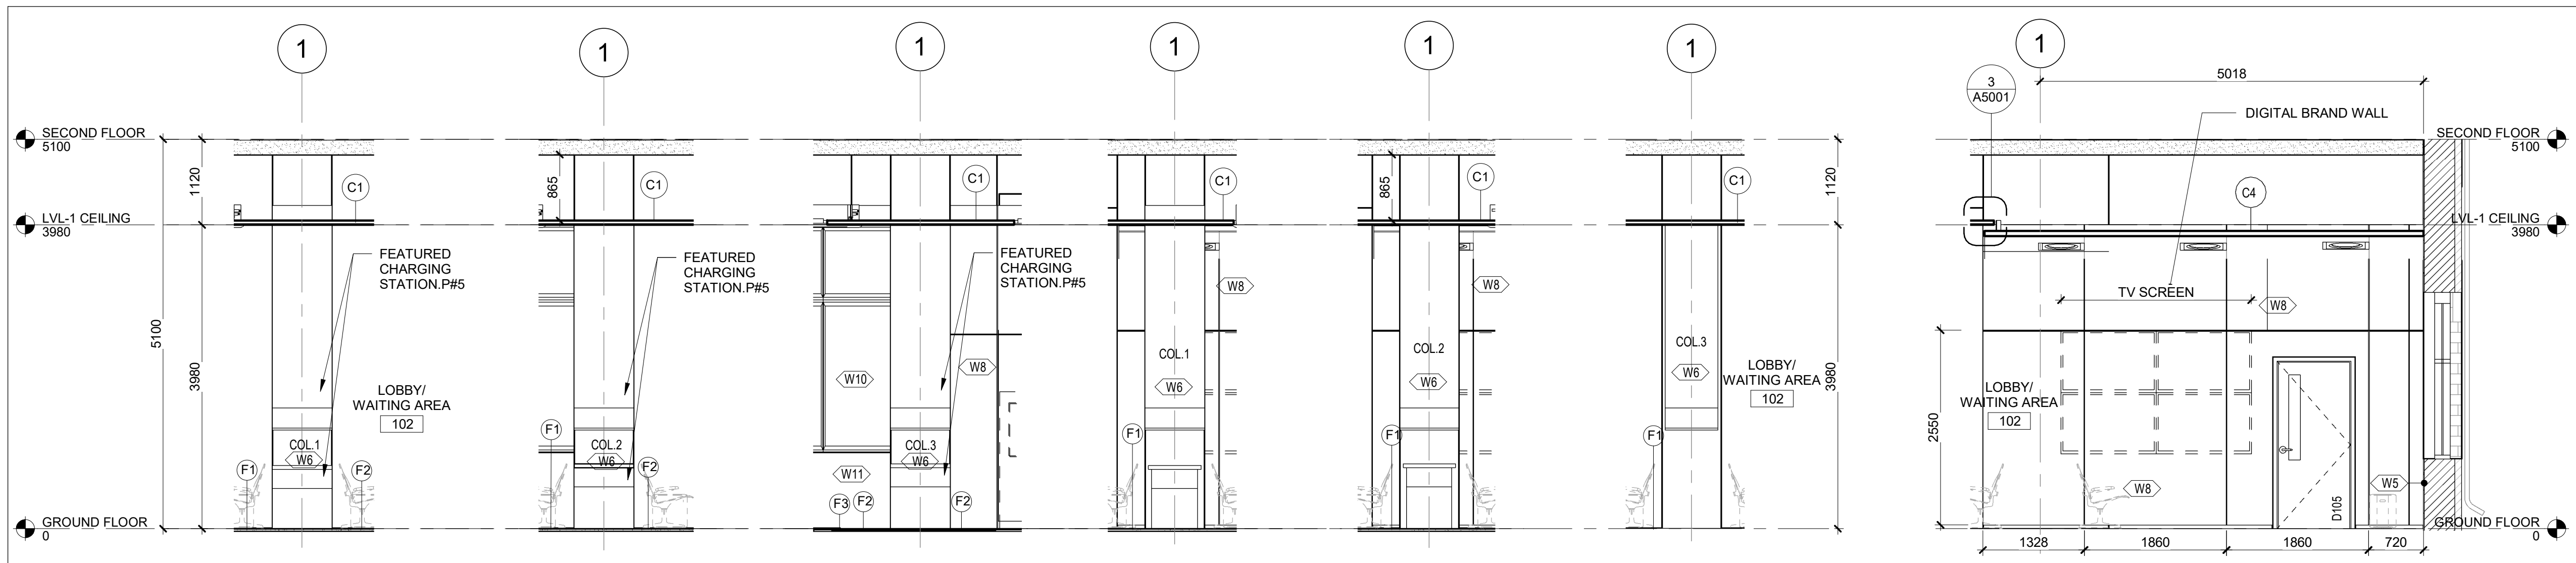 1
SECOND FLOOR
5100
LVL-1 CEILING
3980
GROUND FLOOR
0
5100
1120
3980
C1
FEATURED
CHARGING
STATION.P#5
LOBBY/
WAITING AREA
102
COL.1
W6
F1
F2
1
865
C1
FEATURED
CHARGING
STATION.P#5
F1
COL.2
W6
F2
1
C1
FEATURED
CHARGING
STATION.P#5
W10
W8
COL.3
W6
W11
F3
F2
F2
1
C1
W8
COL.1
W6
F1
1
865
C1
W8
COL.2
W6
F1
1
C1
COL.3
W6
F1
LOBBY/
WAITING AREA
102
1120
3980
1
3
A5001
5018
DIGITAL BRAND WALL
C4
TV SCREEN
W8
LOBBY/
WAITING AREA
102
2550
W8
D105
W5
1328
1860
1860
720
SECOND FLOOR
5100
LVL-1 CEILING
3980
GROUND FLOOR
0